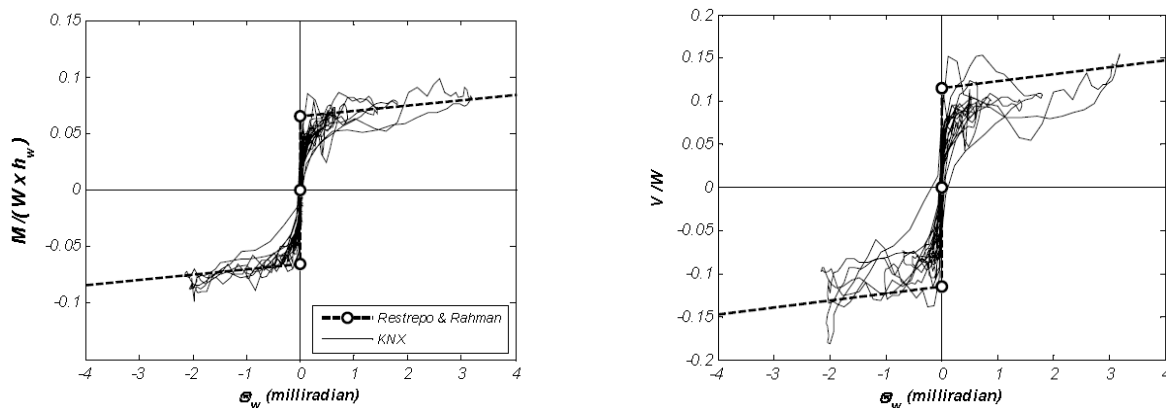 0.15
0.1
0.05
0
-0.05
-0.1
M/( W x h_w )
-4 -3 -2 -1 0 1 2 3 4
ɵ_w (milliradian)
Restrepo & Rahman
KNX
0.2
0.15
0.1
0.05
0
-0.05
-0.1
-0.15
-0.2
V/W
-4 -3 -2 -1 0 1 2 3 4
ɵ_w (milliradian)